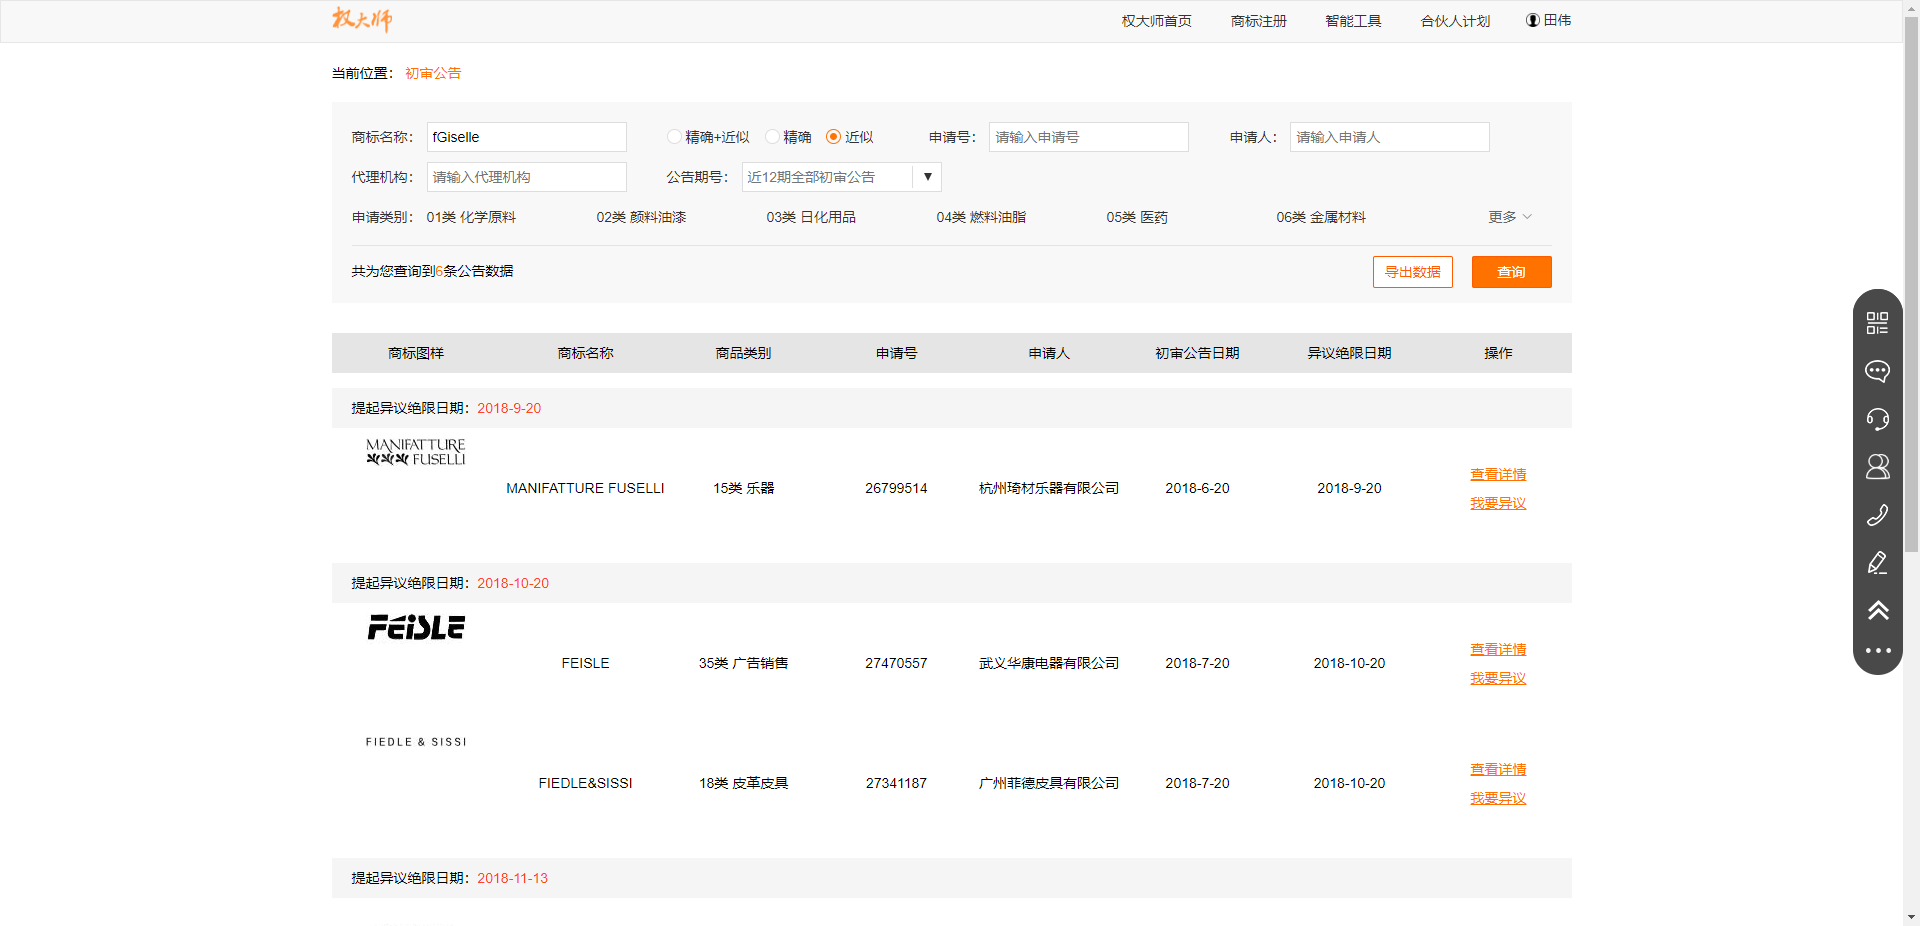 权大师 权大师首页 商标注册 智能工具 合伙人计划 田伟
当前位置： 初审公告
商标名称： fGiselle 精确+近似 精确 近似 申请号： 请输入申请号 申请人： 请输入申请人
代理机构： 请输入代理机构 公告期号： 近12期全部初审公告 ▼
申请类别： 01类 化学原料 02类 颜料油漆 03类 日化用品 04类 燃料油脂 05类 医药 06类 金属材料 更多
共为您查询到6条公告数据 导出数据 查询
商标图样 商标名称 商品类别 申请号 申请人 初审公告日期 异议绝限日期 操作
提起异议绝限日期：2018-9-20
MANIFATTURE
FUSELLI
MANIFATTURE FUSELLI 15类 乐器 26799514 杭州琦材乐器有限公司 2018-6-20 2018-9-20 查看详情
我要异议
提起异议绝限日期：2018-10-20
FEiSLE
FEISLE 35类 广告销售 27470557 武义华康电器有限公司 2018-7-20 2018-10-20 查看详情
我要异议
FIEDLE & SISSI
FIEDLE&SISSI 18类 皮革皮具 27341187 广州菲德皮具有限公司 2018-7-20 2018-10-20 查看详情
我要异议
提起异议绝限日期：2018-11-13